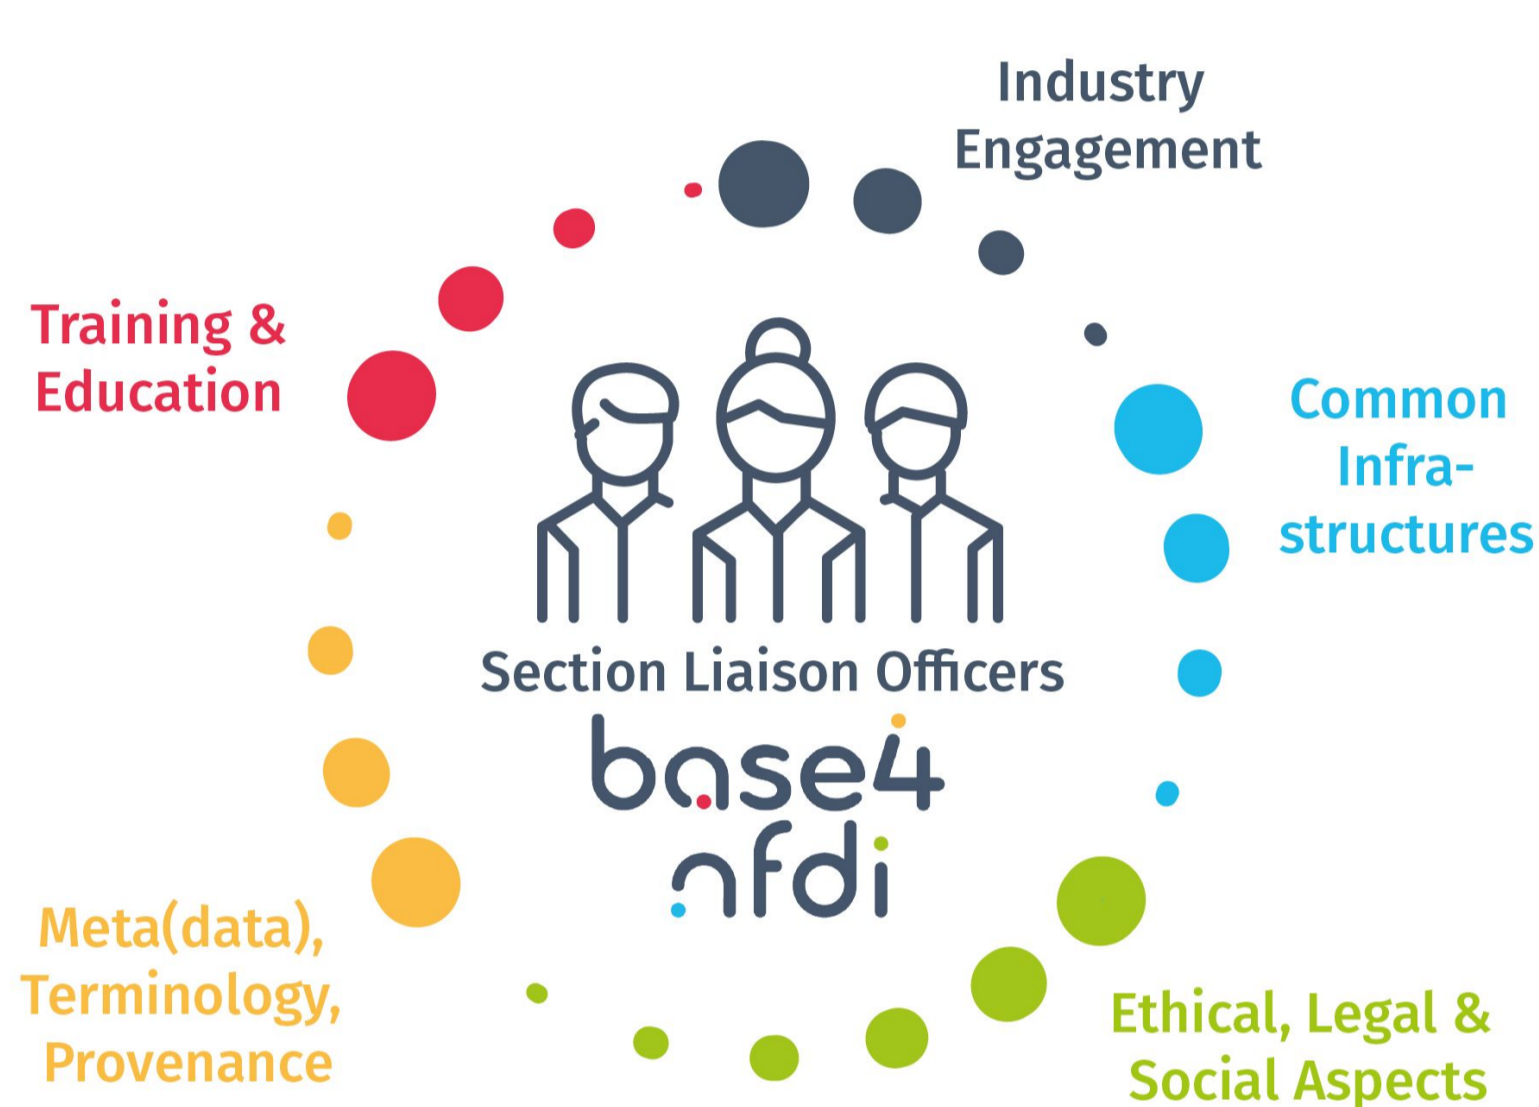 Industry
Engagement
Training &
Education
Common
Infra-
structures
Section Liaison Officers
base4
nfdi
Meta(data),
Terminology,
Provenance
Ethical, Legal &
Social Aspects